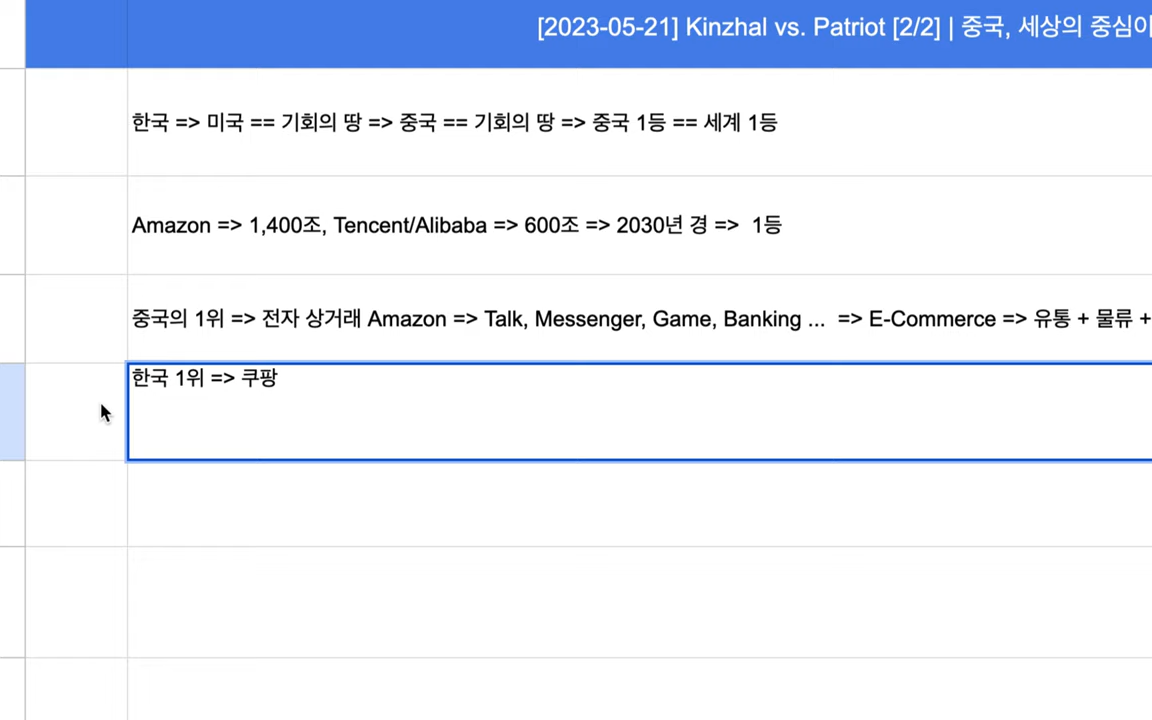 [2023-05-21] Kinzhal vs. Patriot [2/2] | 중국, 세상의 중심이
한국 => 미국 == 기회의 땅 => 중국 == 기회의 땅 => 중국 1등 == 세계 1등
Amazon => 1,400조, Tencent/Alibaba => 600조 => 2030년 경 =>  1등
중국의 1위 => 전자 상거래 Amazon => Talk, Messenger, Game, Banking ...  => E-Commerce => 유통 + 물류 +
한국 1위 => 쿠팡